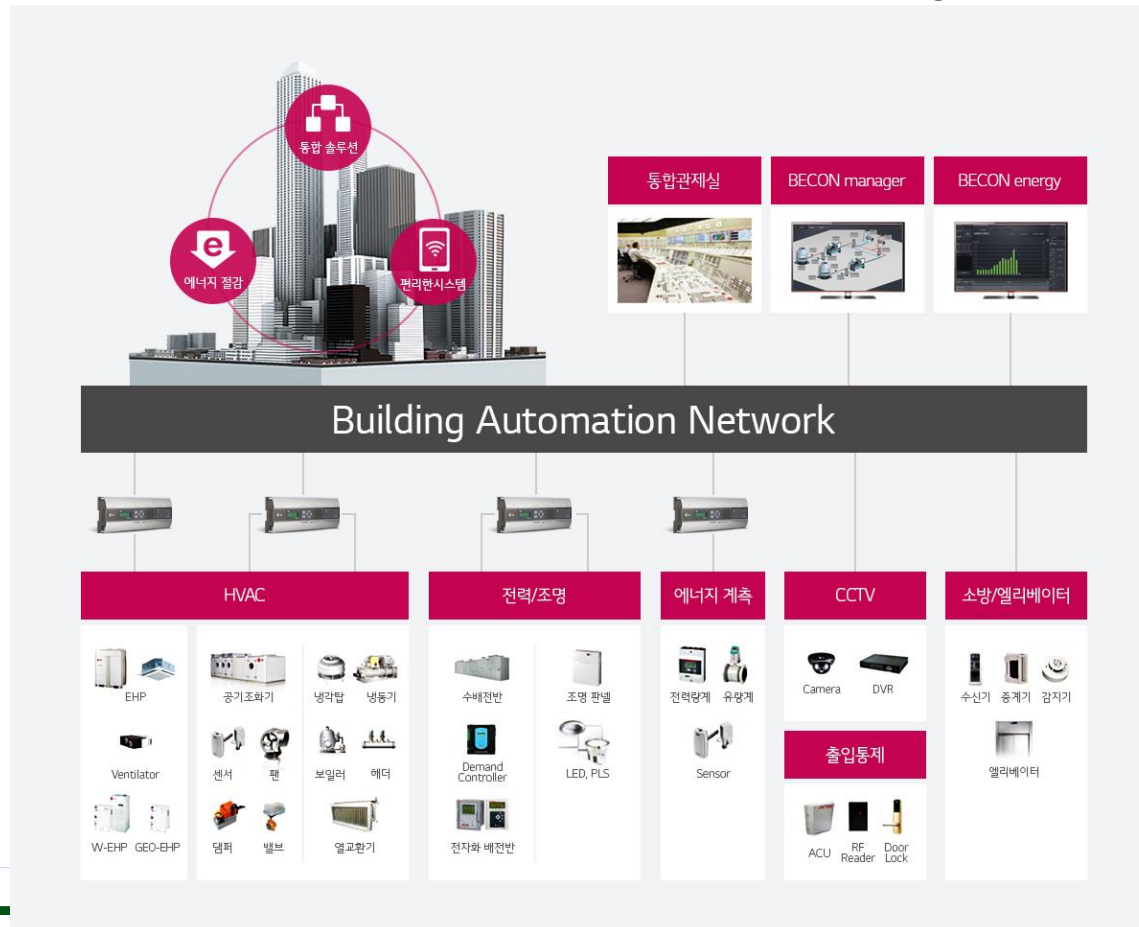 통합 솔루션
에너지 절감
편리한시스템
통합관제실
BECON manager
BECON energy
Building Automation Network
HVAC
EHP
Ventilator
W-EHP GEO-EHP
공기조화기
센서 팬
댐퍼 밸브
냉각탑 냉동기
보일러 해더
열교환기
전력/조명
수배전반
Demand
Controller
전자화 배전반
조명 판넬
LED, PLS
에너지 계측
전력량계 유량계
Sensor
CCTV
Camera DVR
출입통제
ACU
RF
Reader
Door
Lock
소방/엘리베이터
수신기 중계기 감지기
엘리베이터